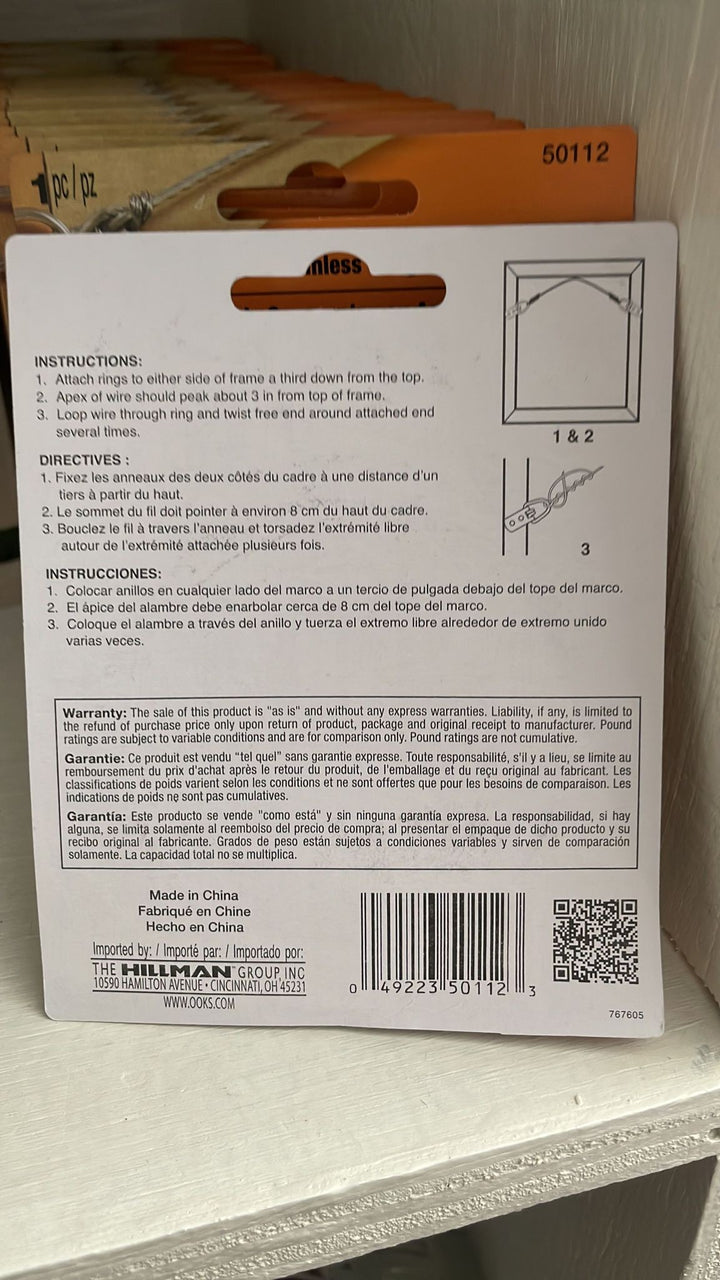 50112
1 pc/pz
nless
INSTRUCTIONS:
1. Attach rings to either side of frame a third down from the top.
2. Apex of wire should peak about 3 in from top of frame.
3. Loop wire through ring and twist free end around attached end
several times.
1 & 2
DIRECTIVES :
1. Fixez les anneaux des deux côtés du cadre à une distance d'un
tiers à partir du haut.
2. Le sommet du fil doit pointer à environ 8 cm du haut du cadre.
3. Bouclez le fil à travers l'anneau et torsadez l'extrémité libre
autour de l'extrémité attachée plusieurs fois.
3
INSTRUCCIONES:
1. Colocar anillos en cualquier lado del marco a un tercio de pulgada debajo del tope del marco.
2. El ápice del alambre debe enarbolar cerca de 8 cm del tope del marco.
3. Coloque el alambre a través del anillo y tuerza el extremo libre alrededor de extremo unido
varias veces.
Warranty: The sale of this product is "as is" and without any express warranties. Liability, if any, is limited to
the refund of purchase price only upon return of product, package and original receipt to manufacturer. Pound
ratings are subject to variable conditions and are for comparison only. Pound ratings are not cumulative.
Garantie: Ce produit est vendu "tel quel" sans garantie expresse. Toute responsabilité, s'il y a lieu, se limite au
remboursement du prix d'achat après le retour du produit, de l'emballage et du reçu original au fabricant. Les
classifications de poids varient selon les conditions et ne sont offertes que pour les besoins de comparaison. Les
indications de poids ne sont pas cumulatives.
Garantía: Este producto se vende "como está" y sin ninguna garantía expresa. La responsabilidad, si hay
alguna, se limita solamente al reembolso del precio de compra; al presentar el empaque de dicho producto y su
recibo original al fabricante. Grados de peso están sujetos a condiciones variables y sirven de comparación
solamente. La capacidad total no se multiplica.
Made in China
Fabriqué en Chine
Hecho en China
Imported by: / Importé par: / Importado por:
THE HILLMAN™ GROUP, INC
10590 HAMILTON AVENUE • CINCINNATI, OH 45231
WWW.OOKS.COM
0 49223 50112 3
767605